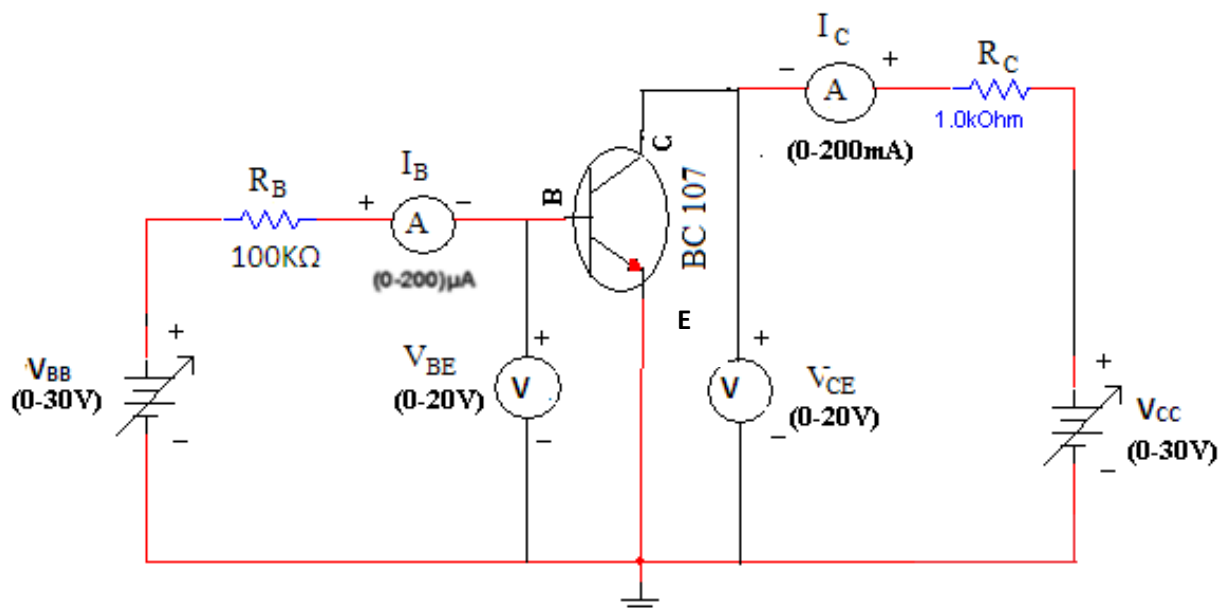 I_C
− +
R_C
A
1.0kOhm
(0-200mA)
C
B
BC 107
E
I_B
R_B
+ −
A
100KΩ
(0-200)µA
+
V_BB
(0-30V)
−
V_BE
(0-20V)
+
V
−
+
V
V_CE
(0-20V)
−
+
V_CC
(0-30V)
−